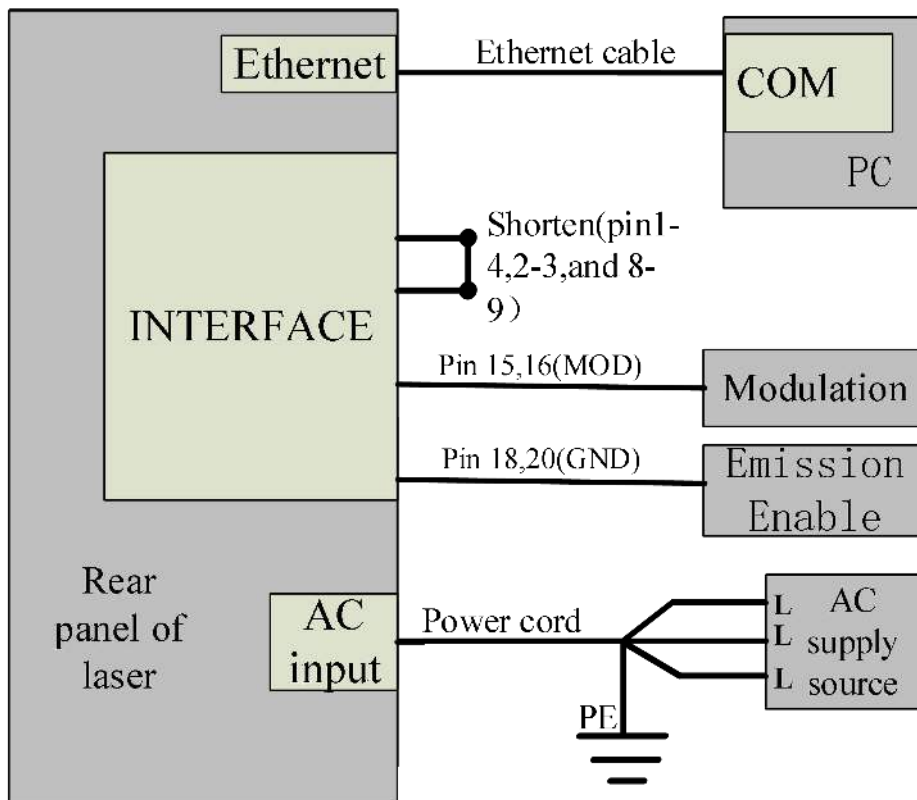 Ethernet
Ethernet cable
COM
PC
Shorten(pin1-
4,2-3,and 8-
9）
INTERFACE
Pin 15,16(MOD)
Modulation
Pin 18,20(GND)
Emission
Enable
Rear
panel of
laser
AC
input
Power cord
PE
L
L
L
AC
supply
source